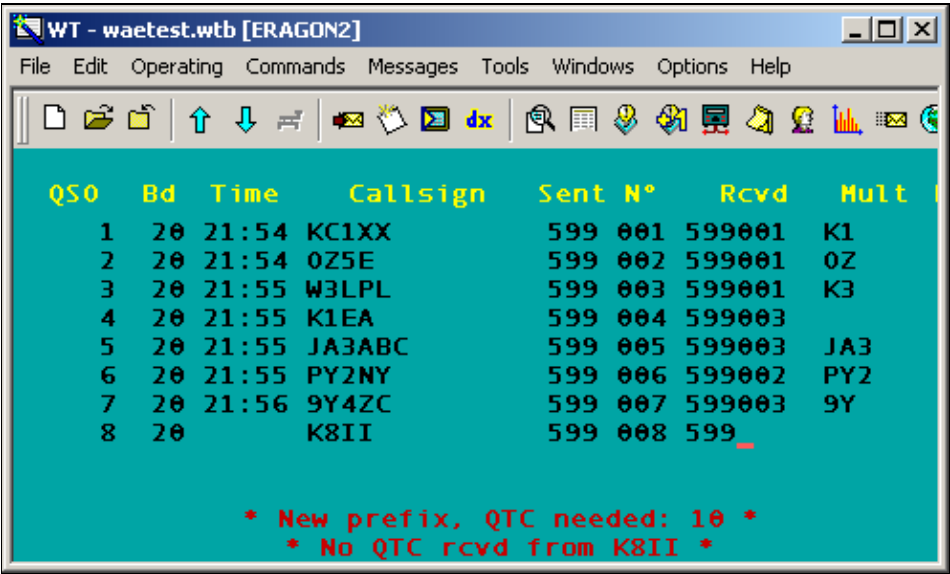 WT - waetest.wtb [ERAGON2]
File Edit Operating Commands Messages Tools Windows Options Help
dx
QSO Bd Time Callsign Sent N° Rcvd Mult
1 20 21:54 KC1XX 599 001 599001 K1
2 20 21:54 OZ5E 599 002 599001 OZ
3 20 21:55 W3LPL 599 003 599001 K3
4 20 21:55 K1EA 599 004 599003
5 20 21:55 JA3ABC 599 005 599003 JA3
6 20 21:55 PY2NY 599 006 599002 PY2
7 20 21:56 9Y4ZC 599 007 599003 9Y
8 20 K8II 599 008 599_
* New prefix, QTC needed: 10 *
* No QTC rcvd from K8II *